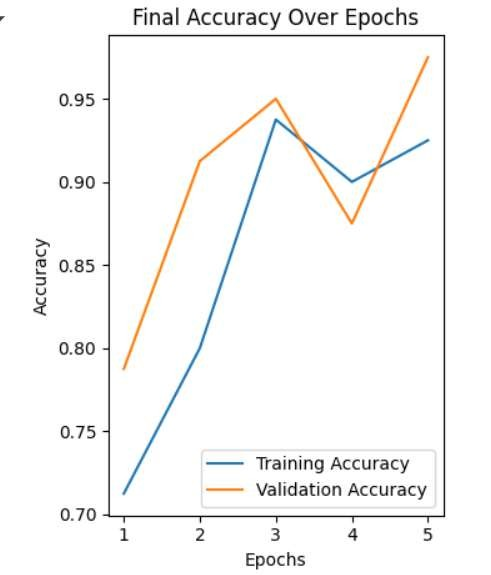 Final Accuracy Over Epochs
0.95
0.90
0.85
0.80
0.75
0.70
Accuracy
Training Accuracy
Validation Accuracy
1 2 3 4 5
Epochs